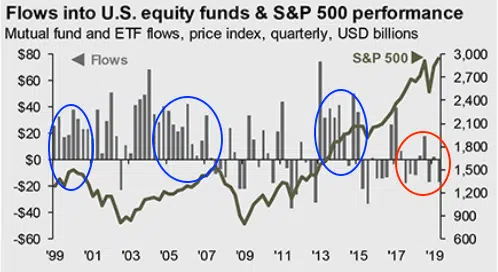 Flows into U.S. equity funds & S&P 500 performance
Mutual fund and ETF flows, price index, quarterly, USD billions
$80 Flows S&P 500 3,000
$60 2,700
$40 2,400
$20 2,100
$0 1,800
-$20 1,500
-$40 1,200
-$60 900
-$80 600
'99 '01 '03 '05 '07 '09 '11 '13 '15 '17 '19